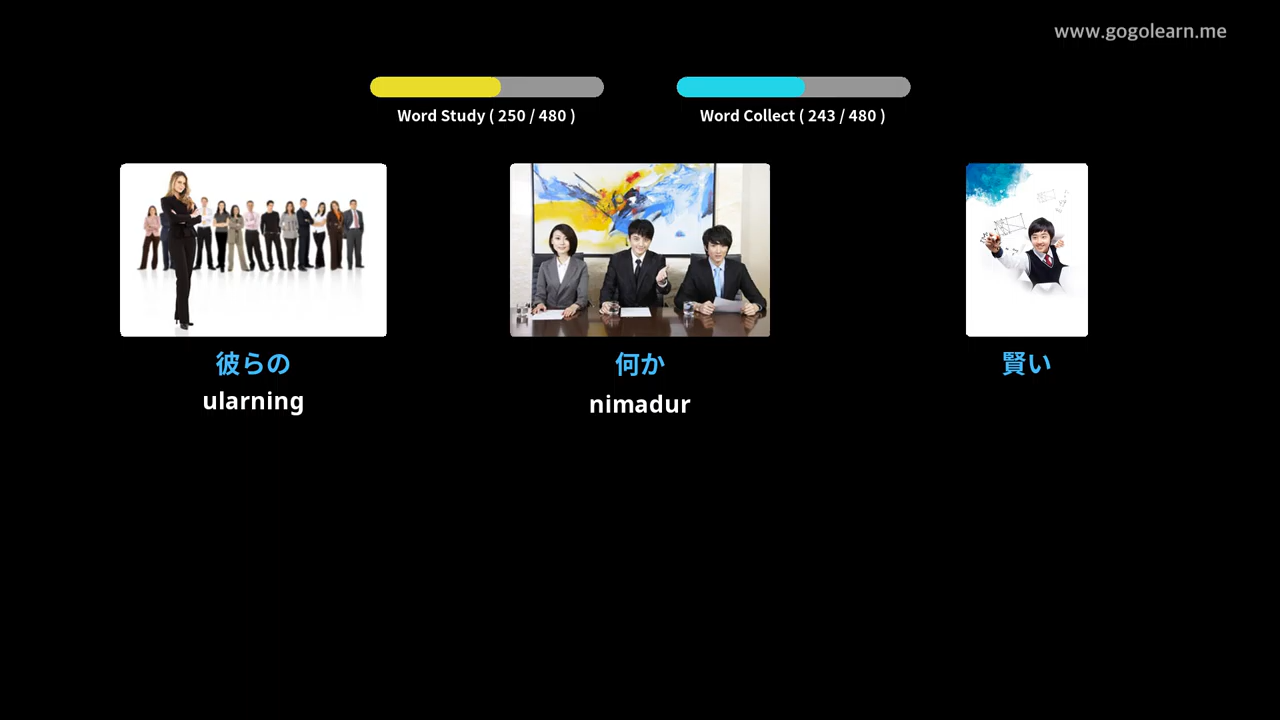 www.gogolearn.me
Word Study ( 250 / 480 )
Word Collect ( 243 / 480 )
彼らの
何か
賢い
ularning
nimadur